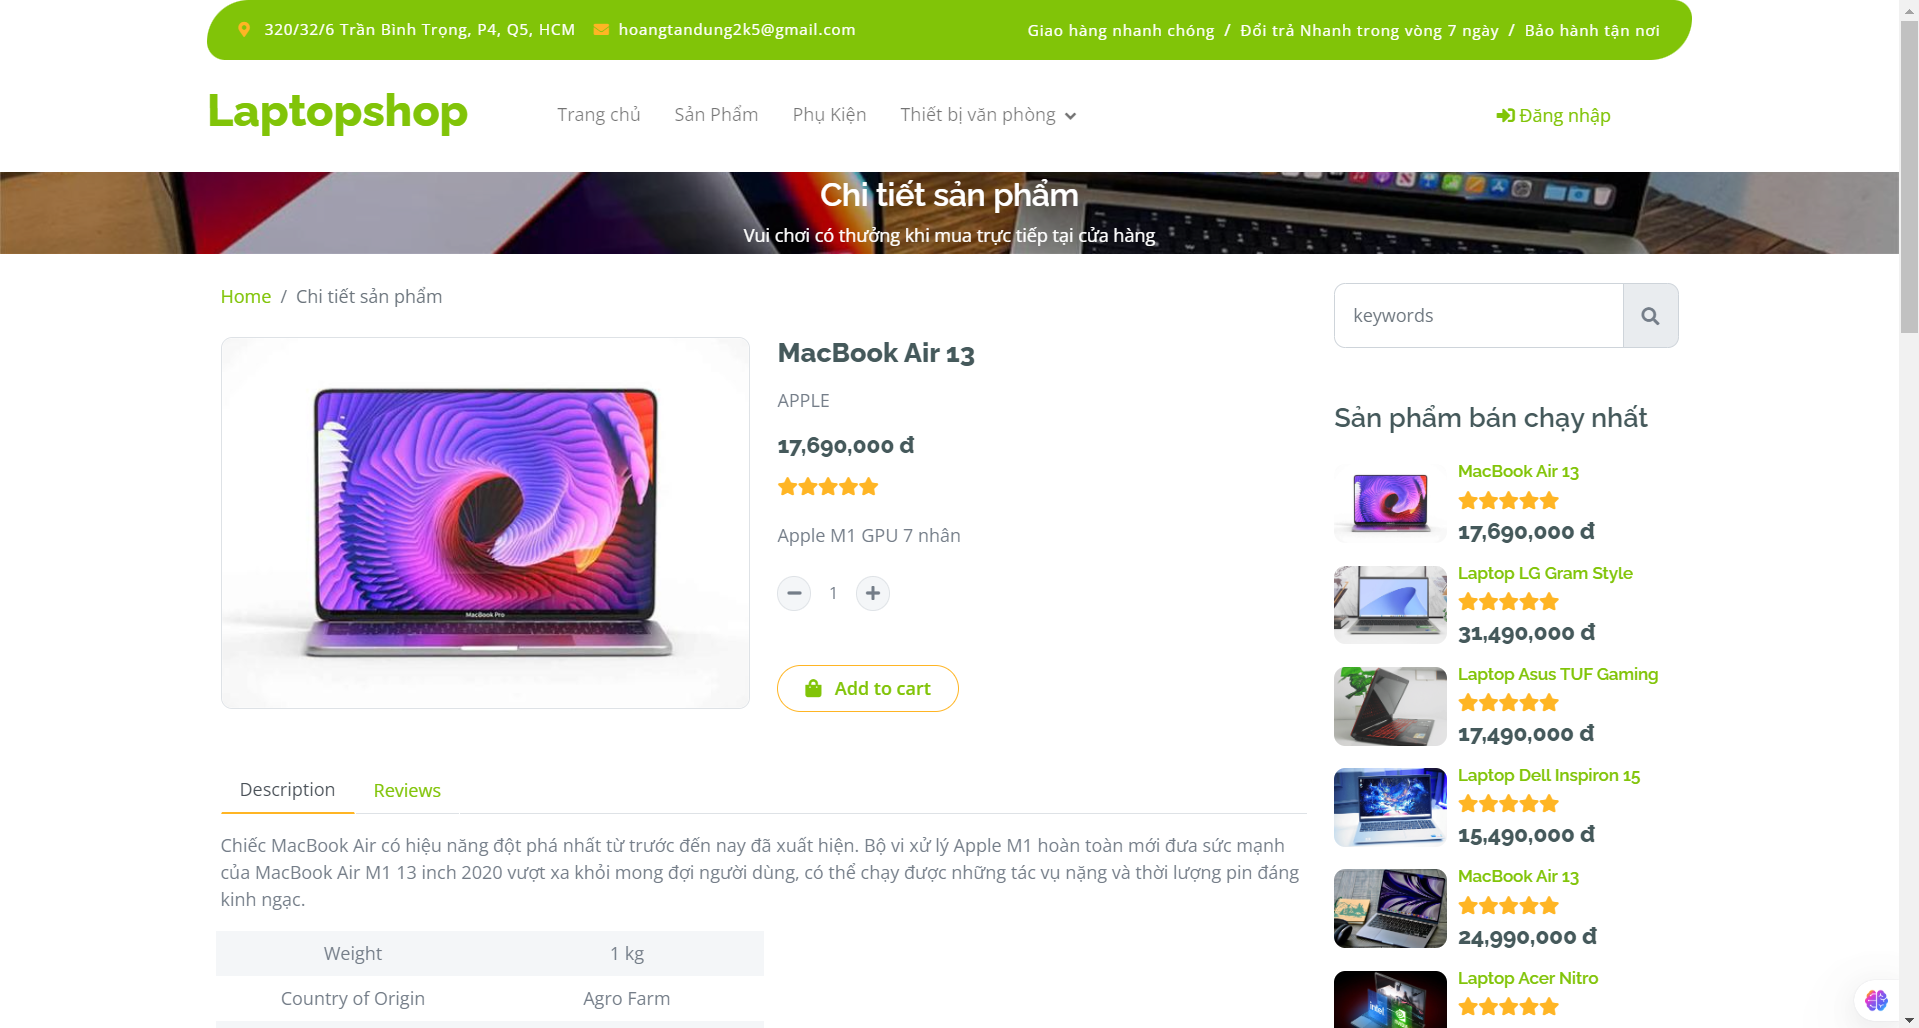 320/32/6 Trần Bình Trọng, P4, Q5, HCM hoangtandung2k5@gmail.com Giao hàng nhanh chóng / Đổi trả Nhanh trong vòng 7 ngày / Bảo hành tận nơi
Laptopshop Trang chủ Sản Phẩm Phụ Kiện Thiết bị văn phòng Đăng nhập
Chi tiết sản phẩm
Vui chơi có thưởng khi mua trực tiếp tại cửa hàng
Home / Chi tiết sản phẩm
MacBook Pro
MacBook Air 13
APPLE
17,690,000 đ
Apple M1 GPU 7 nhân
1
Add to cart
Description Reviews
Chiếc MacBook Air có hiệu năng đột phá nhất từ trước đến nay đã xuất hiện. Bộ vi xử lý Apple M1 hoàn toàn mới đưa sức mạnh
của MacBook Air M1 13 inch 2020 vượt xa khỏi mong đợi người dùng, có thể chạy được những tác vụ nặng và thời lượng pin đáng
kinh ngạc.
Weight 1 kg
Country of Origin Agro Farm
keywords
Sản phẩm bán chạy nhất
MacBook Air 13
17,690,000 đ
Laptop LG Gram Style
31,490,000 đ
Laptop Asus TUF Gaming
17,490,000 đ
Laptop Dell Inspiron 15
15,490,000 đ
MacBook Air 13
24,990,000 đ
Laptop Acer Nitro
intel